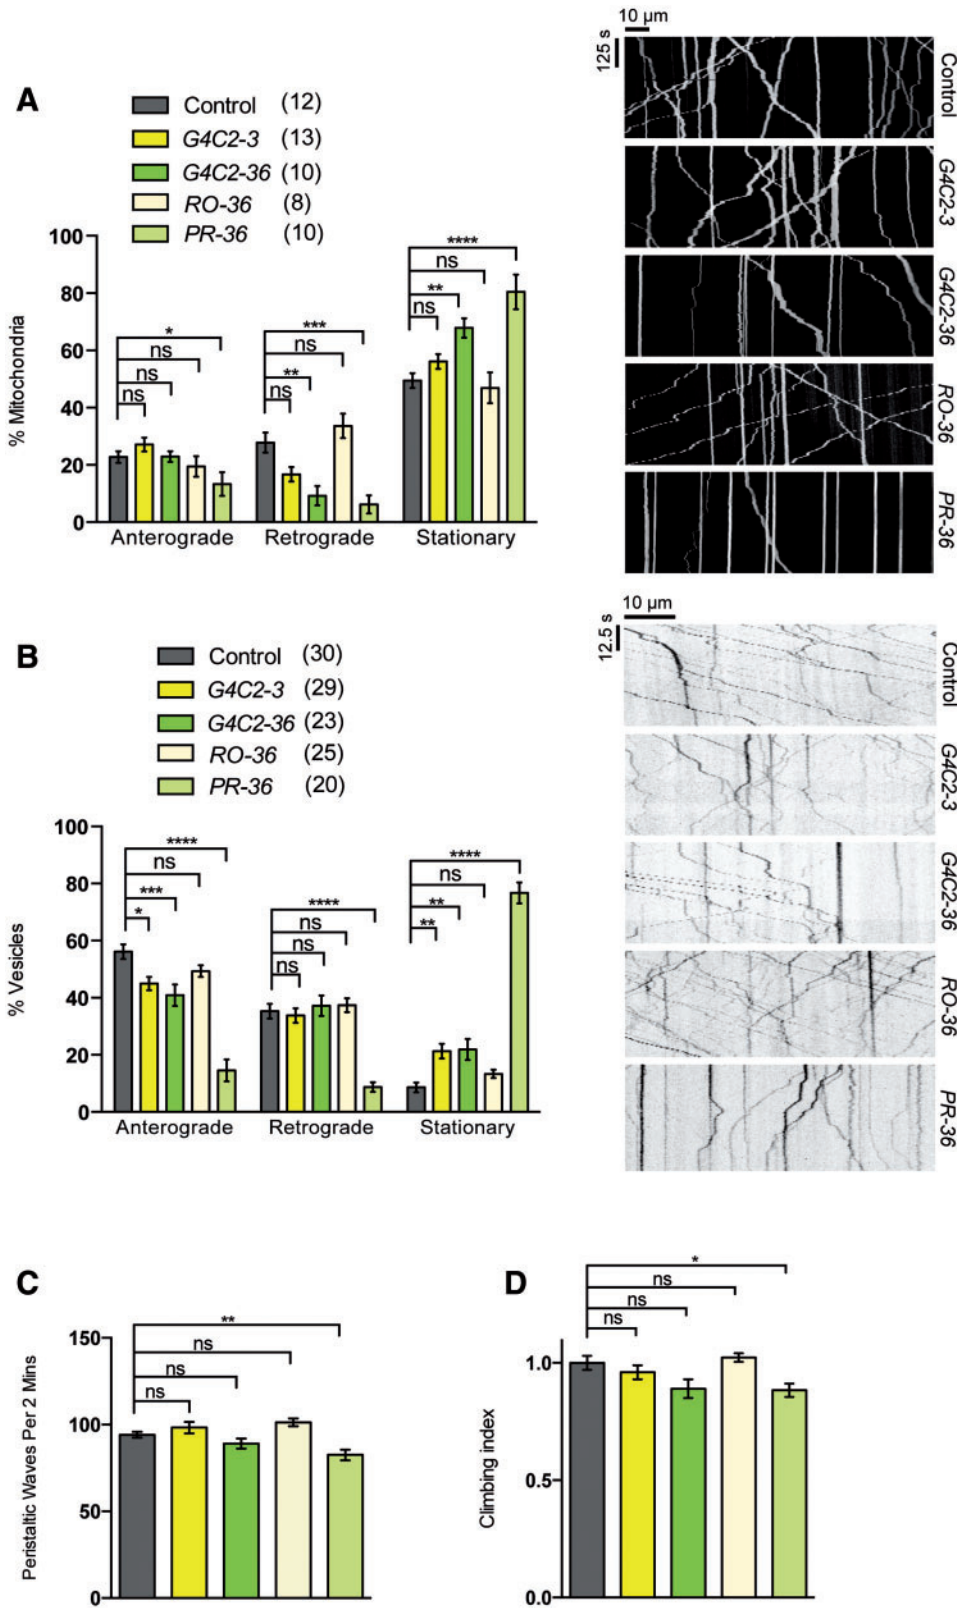 A
Control (12)
G4C2-3 (13)
G4C2-36 (10)
RO-36 (8)
PR-36 (10)
% Mitochondria
100
80
60
40
20
0
* ns ns ns
*** ns ** ns
**** ns ** ns
Anterograde Retrograde Stationary
10 µm
125 s
Control
G4C2-3
G4C2-36
RO-36
PR-36
B
Control (30)
G4C2-3 (29)
G4C2-36 (23)
RO-36 (25)
PR-36 (20)
% Vesicles
100
80
60
40
20
0
**** ns *** *
**** ns ns ns
**** ns ** **
Anterograde Retrograde Stationary
10 µm
12.5 s
Control
G4C2-3
G4C2-36
RO-36
PR-36
C
Peristaltic Waves Per 2 Mins
150
100
50
0
**
ns
ns
ns
D
Climbing index
1.0
0.5
0.0
*
ns
ns
ns